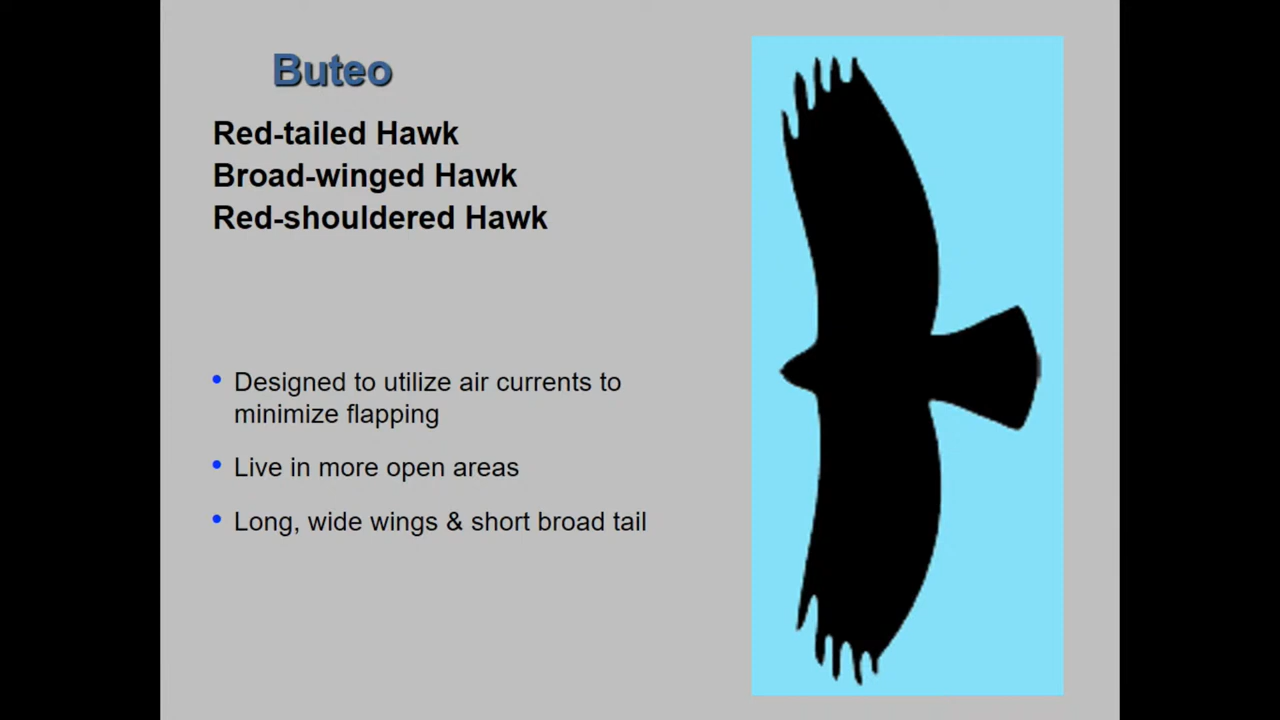 Buteo
Red-tailed Hawk
Broad-winged Hawk
Red-shouldered Hawk
• Designed to utilize air currents to
minimize flapping
• Live in more open areas
• Long, wide wings & short broad tail